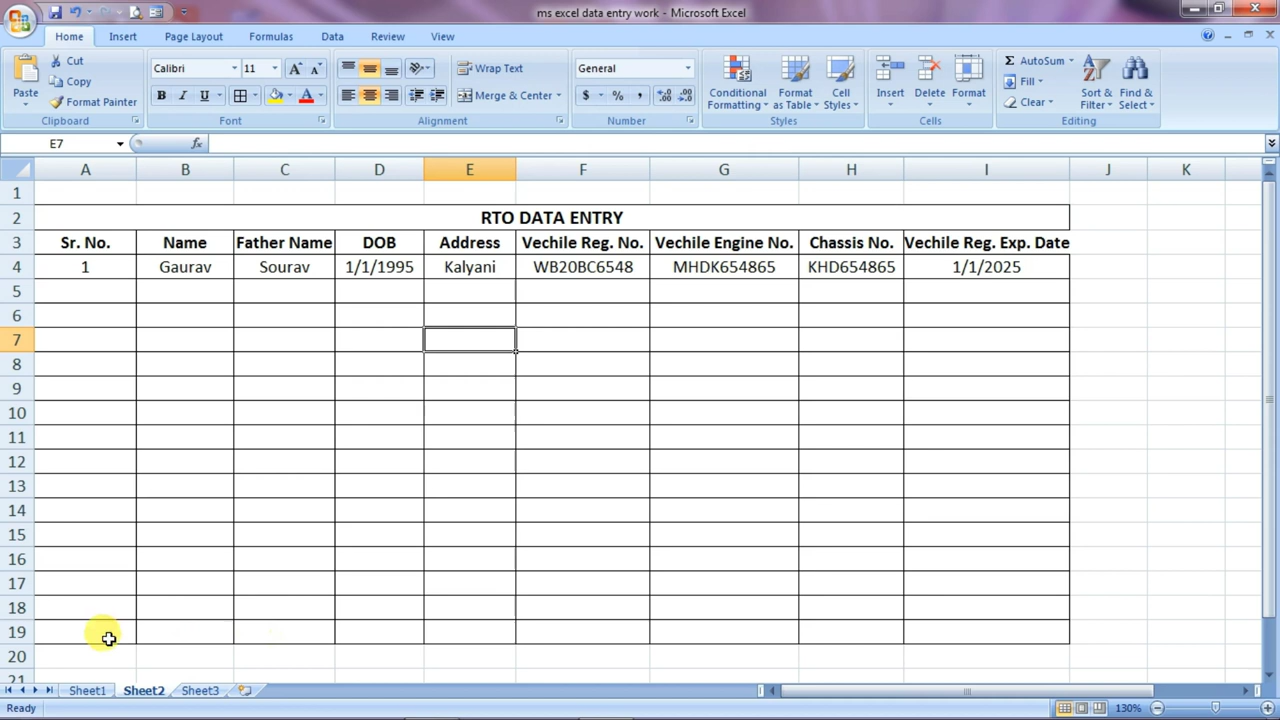 ms excel data entry work - Microsoft Excel
Home Insert Page Layout Formulas Data Review View
Paste Cut Calibri 11 A A Wrap Text General Conditional Formatting Format as Table Cell Styles Insert Delete Format Σ AutoSum Sort & Filter Find & Select
Copy Fill
Format Painter B I U A Merge & Center $ % , .0 .00 .00 .0 Clear
Clipboard Font Alignment Number Styles Cells Editing
E7 fx
A B C D E F G H I J K
1
2 RTO DATA ENTRY
3 Sr. No. Name Father Name DOB Address Vechile Reg. No. Vechile Engine No. Chassis No. Vechile Reg. Exp. Date
4 1 Gaurav Sourav 1/1/1995 Kalyani WB20BC6548 MHDK654865 KHD654865 1/1/2025
5
6
7
8
9
10
11
12
13
14
15
16
17
18
19
20
21
Sheet1 Sheet2 Sheet3
Ready 130%